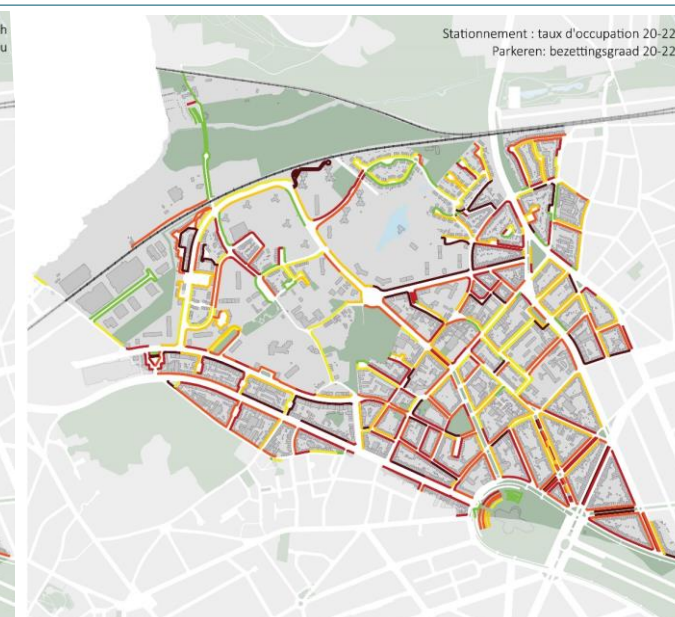 h
u
Stationnement : taux d'occupation 20-22
Parkeren: bezettingsgraad 20-22